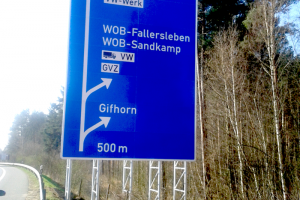 VW-Werk
WOB-Fallersleben
WOB-Sandkamp
VW
GVZ
Gifhorn
500 m